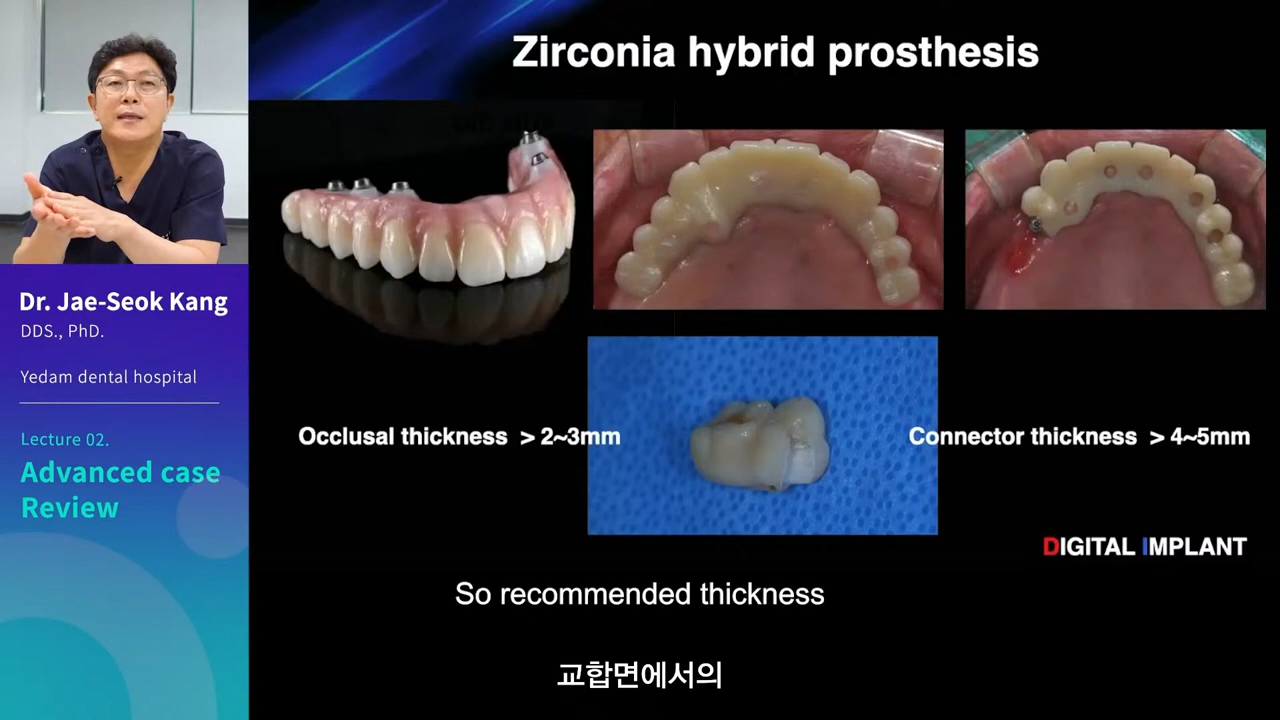 Zirconia hybrid prosthesis
Dr. Jae-Seok Kang
DDS., PhD.
Yedam dental hospital
Lecture 02.
Advanced case
Review
Occlusal thickness > 2~3mm
Connector thickness > 4~5mm
DIGITAL IMPLANT
So recommended thickness
교합면에서의